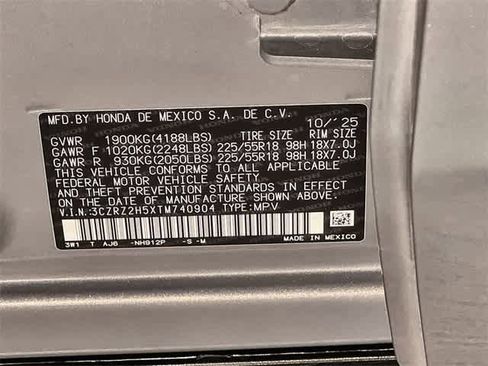 MFD.BY HONDA DE MEXICO S.A. DE C.V. 10/'25
GVWR 1900KG(4188LBS) TIRE SIZE RIM SIZE
GAWR F 1020KG(2248LBS) 225/55R18 98H 18X7.0J
GAWR R 930KG(2050LBS) 225/55R18 98H 18X7.0J
THIS VEHICLE CONFORMS TO ALL APPLICABLE
FEDERAL MOTOR VEHICLE SAFETY AND THEFT
PREVENTION STANDARDS IN EFFECT ON THE DATE
OF MANUFACTURE SHOWN ABOVE.
V.I.N.:3CZRZ2H5XTM740904 TYPE:MPV
3W1 T AJ6 -NH912P -S -M MADE IN MEXICO